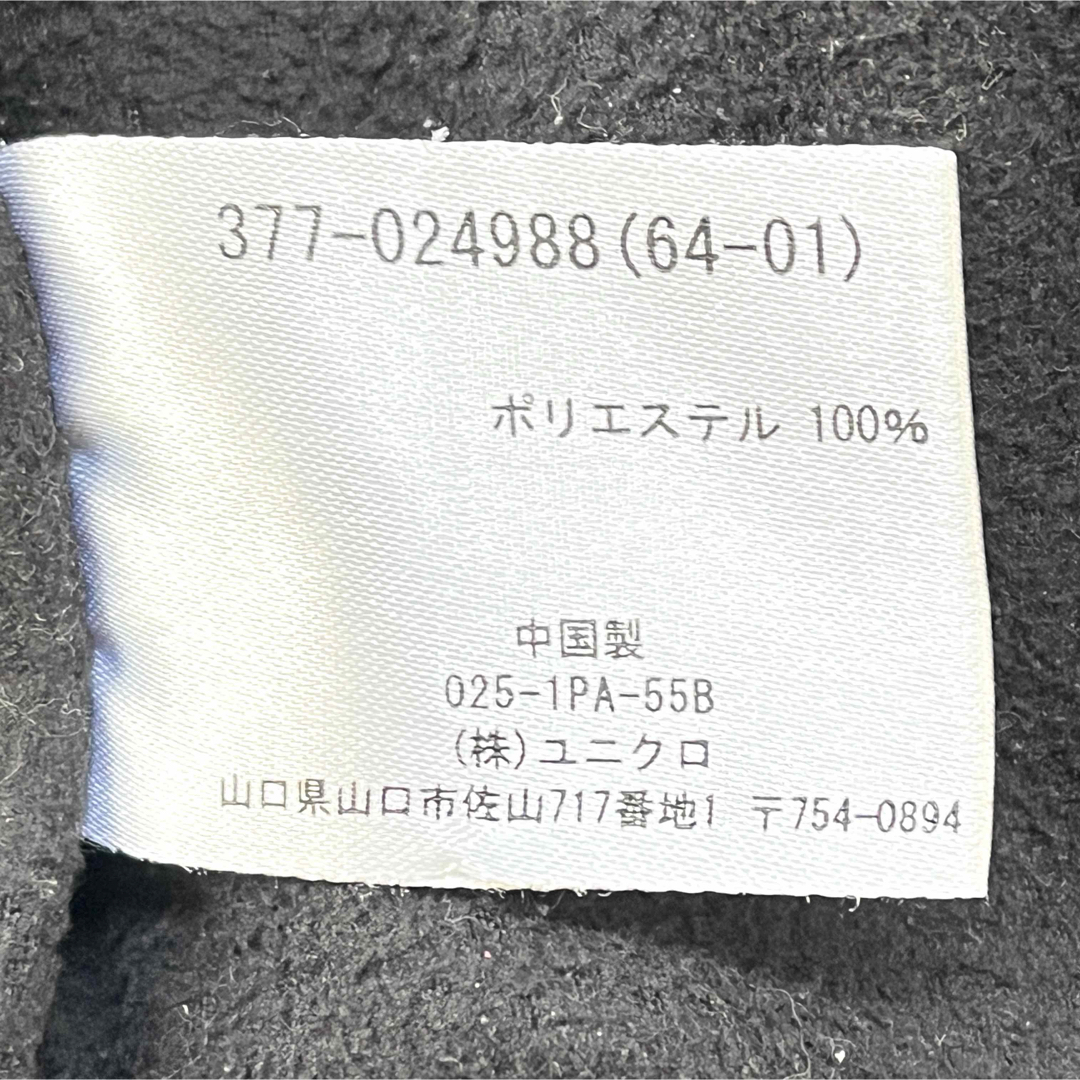 377-024988(64-01)
ポリエステル 100%
中国製
025-1PA-55B
(株)ユニクロ
山口県山口市佐山717番地1 〒754-0894